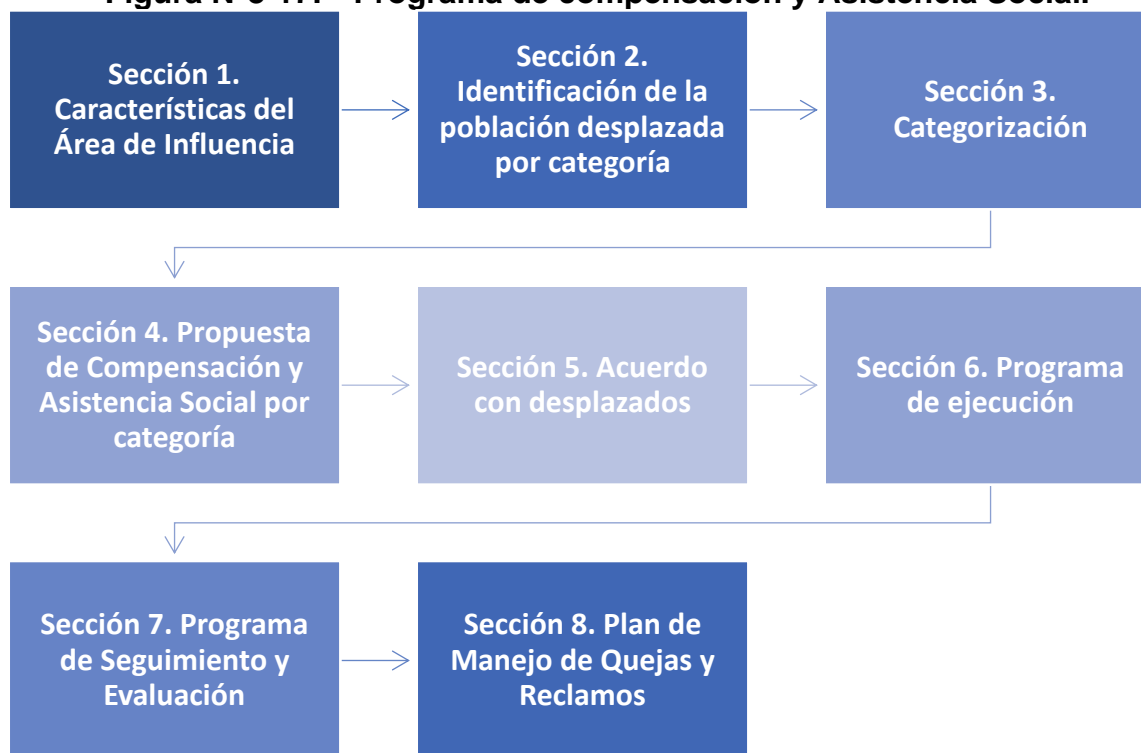 Programa de compensación y Asistencia Social.
Sección 1.
Características del
Área de Influencia
Sección 2.
Identificación de la
población desplazada
por categoría
Sección 3.
Categorización
Sección 4. Propuesta
de Compensación y
Asistencia Social por
categoría
Sección 5. Acuerdo
con desplazados
Sección 6. Programa
de ejecución
Sección 7. Programa
de Seguimiento y
Evaluación
Sección 8. Plan de
Manejo de Quejas y
Reclamos